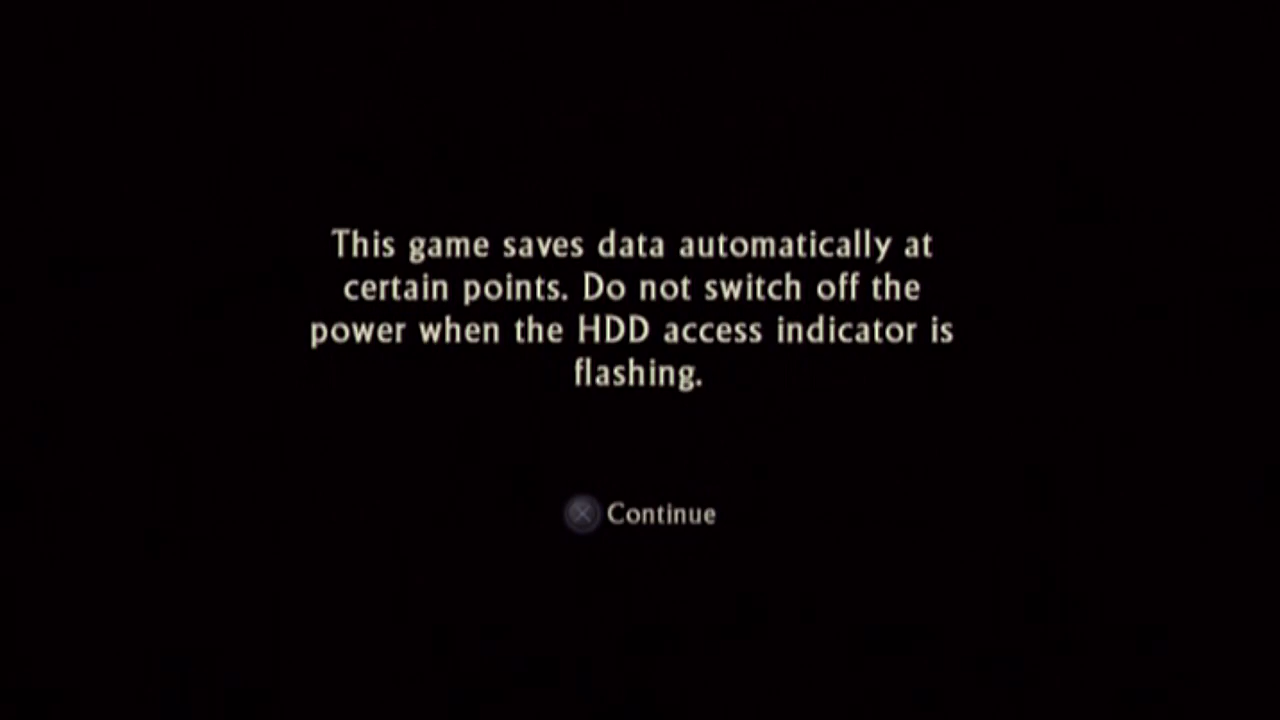 This game saves data automatically at
certain points. Do not switch off the
power when the HDD access indicator is
flashing.
Continue